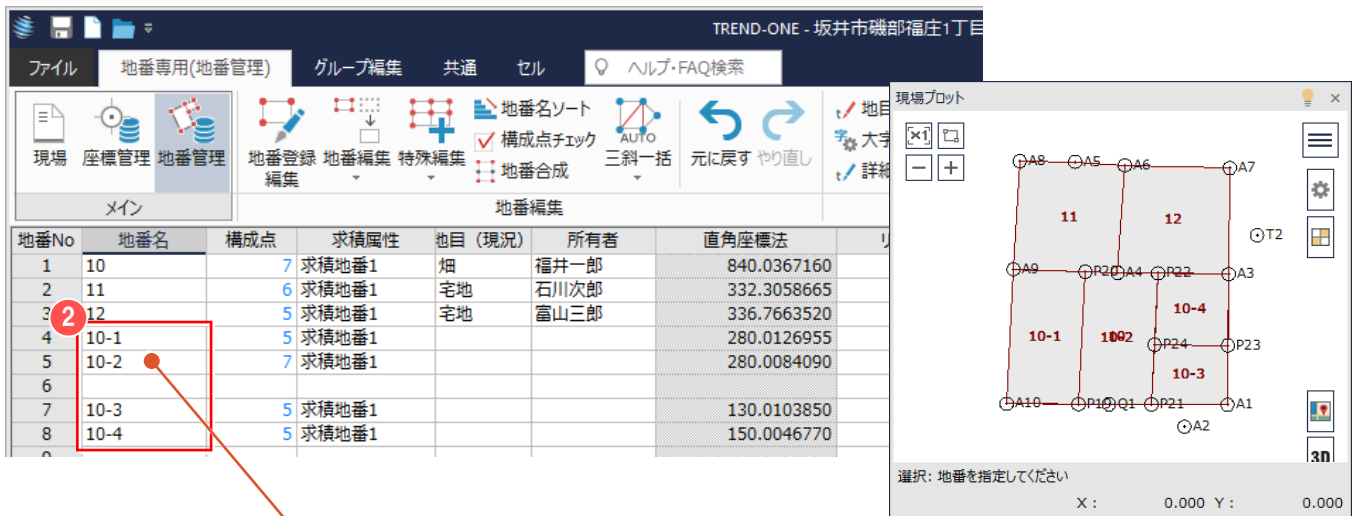 TREND-ONE - 坂井市磯部福庄1丁目
ファイル 地番専用(地番管理) グループ編集 共通 セル ヘルプ・FAQ検索
現場 座標管理 地番管理 地番登録編集 地番編集 特殊編集 地番名ソート 構成点チェック 地番合成 AUTO 三斜一括 元に戻す やり直し 地目 大字 詳細
メイン 地番編集
地番No 地番名 構成点 求積属性 地目（現況） 所有者 直角座標法
1 10 7 求積地番1 畑 福井一郎 840.0367160
2 11 6 求積地番1 宅地 石川次郎 332.3058665
3 12 5 求積地番1 宅地 富山三郎 336.7663520
2
4 10-1 5 求積地番1 280.0126955
5 10-2 7 求積地番1 280.0084090
6
7 10-3 5 求積地番1 130.0103850
8 10-4 5 求積地番1 150.0046770
現場プロット
×1
A8 A5 A6 A7
11 12
T2
A9 P20 A4 P22 A3
10-4
10-1 10-2 10
P24 P23
10-3
A10 P19 Q1 P21 A1
A2
3D
選択: 地番を指定してください
X : 0.000 Y : 0.000